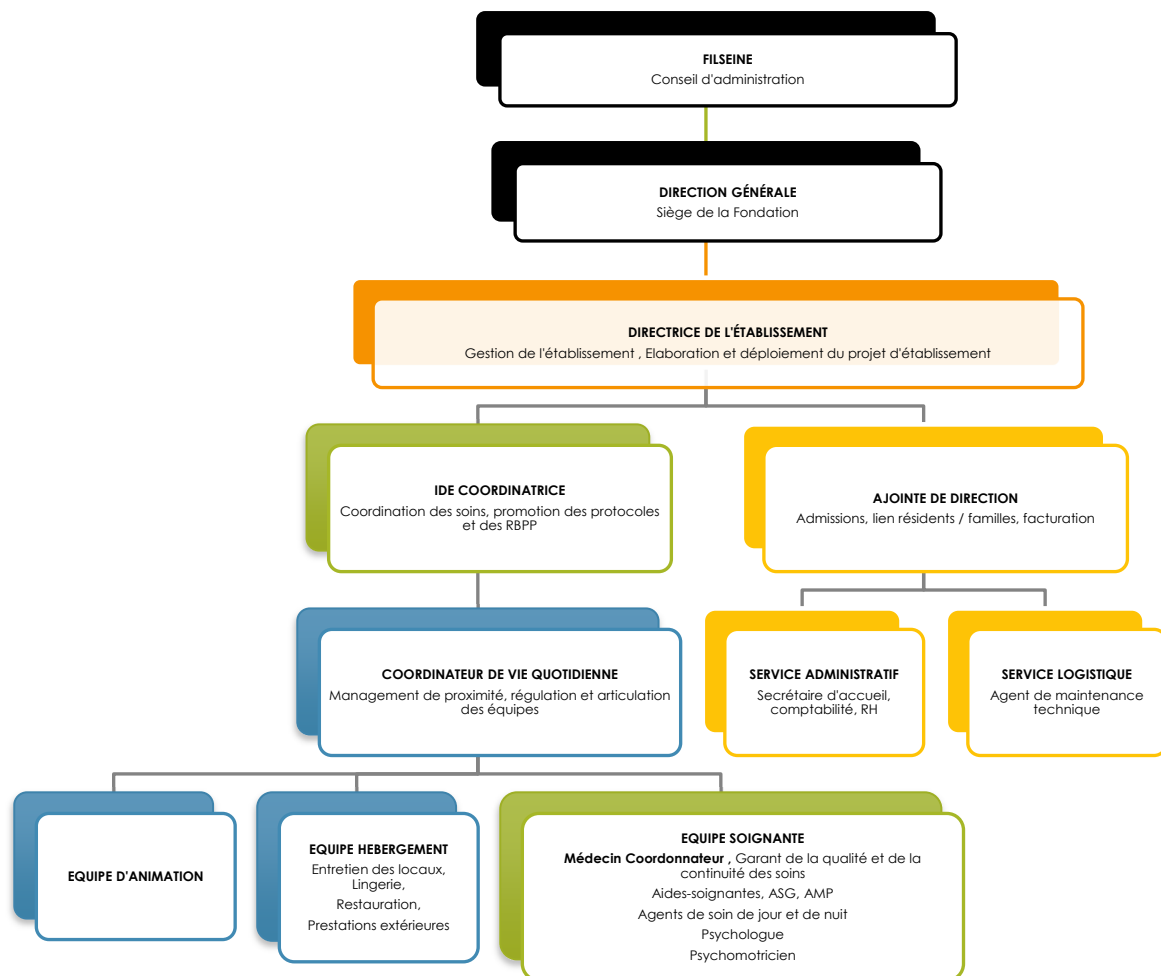 FILSEINE
Conseil d'administration
DIRECTION GÉNÉRALE
Siège de la Fondation
DIRECTRICE DE L'ÉTABLISSEMENT
Gestion de l'établissement , Elaboration et déploiement du projet d'établissement
IDE COORDINATRICE
Coordination des soins, promotion des protocoles
et des RBPP
AJOINTE DE DIRECTION
Admissions, lien résidents / familles, facturation
COORDINATEUR DE VIE QUOTIDIENNE
Management de proximité, régulation et articulation
des équipes
SERVICE ADMINISTRATIF
Secrétaire d'accueil,
comptabilité, RH
SERVICE LOGISTIQUE
Agent de maintenance
technique
EQUIPE D'ANIMATION
EQUIPE HEBERGEMENT
Entretien des locaux,
Lingerie,
Restauration,
Prestations extérieures
EQUIPE SOIGNANTE
Médecin Coordonnateur , Garant de la qualité et de la
continuité des soins
Aides-soignantes, ASG, AMP
Agents de soin de jour et de nuit
Psychologue
Psychomotricien